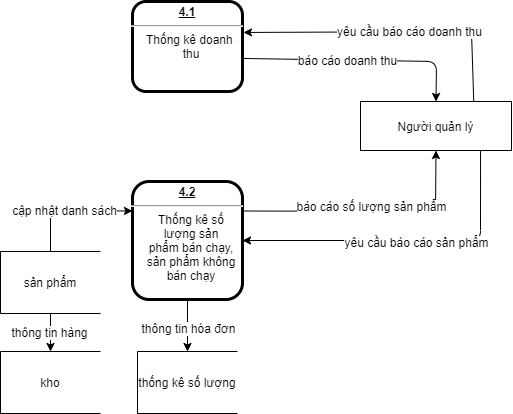 4.1
Thống kê doanh
thu
yêu cầu báo cáo doanh thu
báo cáo doanh thu
Người quản lý
4.2
Thống kê số
lượng sản
phẩm bán chạy,
sản phẩm không
bán chạy
cập nhật danh sách
báo cáo số lượng sản phẩm
yêu cầu báo cáo sản phẩm
sản phẩm
thông tin hàng
thông tin hóa đơn
kho
thống kê số lượng